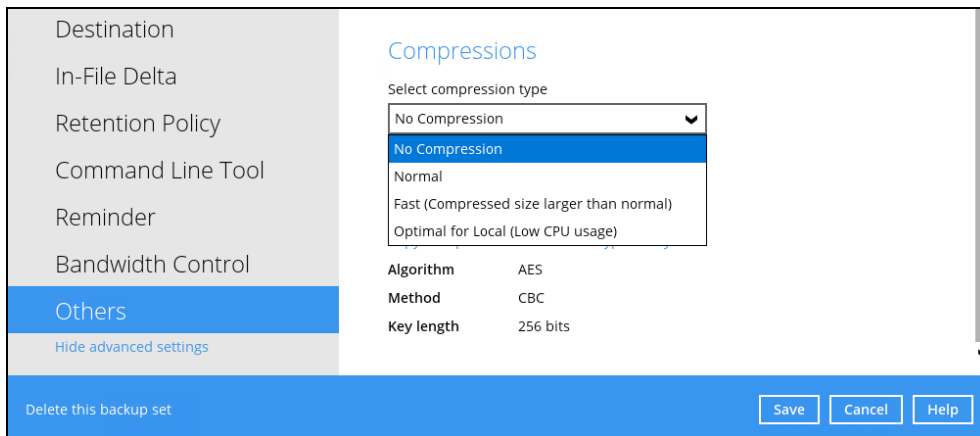 Destination
In-File Delta
Retention Policy
Command Line Tool
Reminder
Bandwidth Control
Others
Hide advanced settings
Compressions
Select compression type
No Compression
No Compression
Normal
Fast (Compressed size larger than normal)
Optimal for Local (Low CPU usage)
Algorithm AES
Method CBC
Key length 256 bits
Delete this backup set
Save Cancel Help